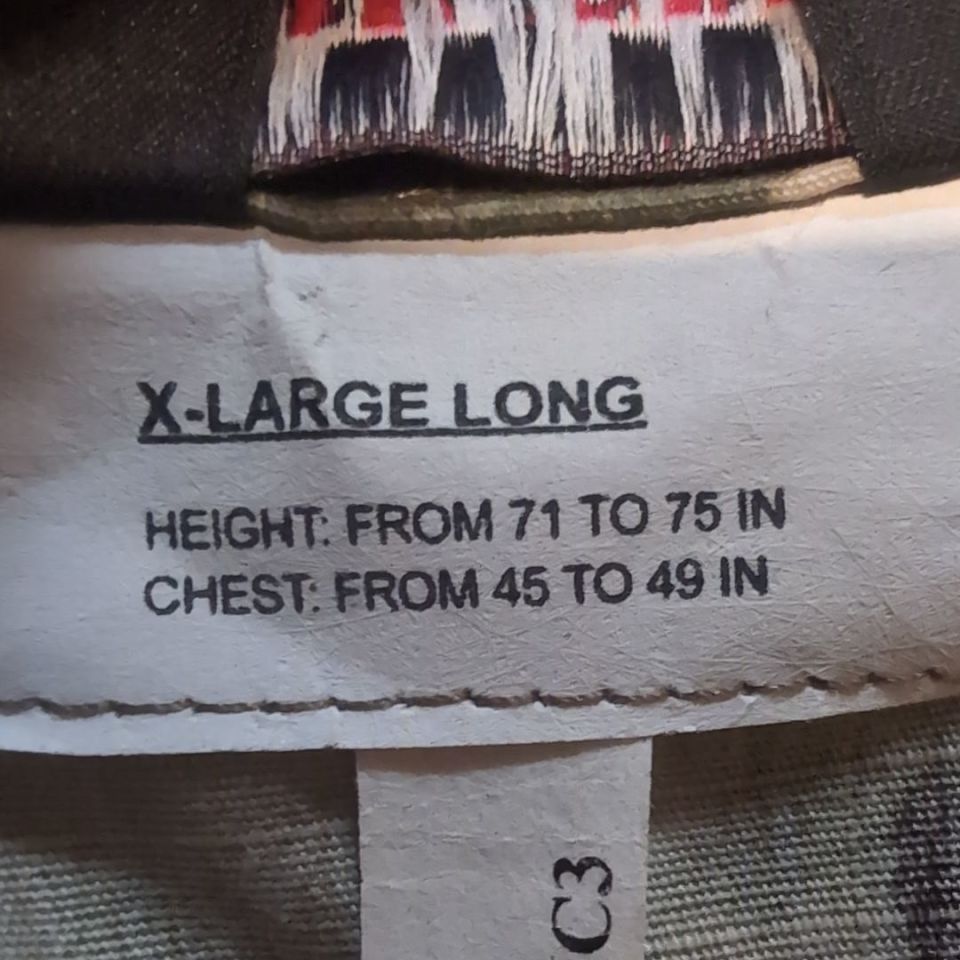 X-LARGE LONG
HEIGHT: FROM 71 TO 75 IN
CHEST: FROM 45 TO 49 IN
C3